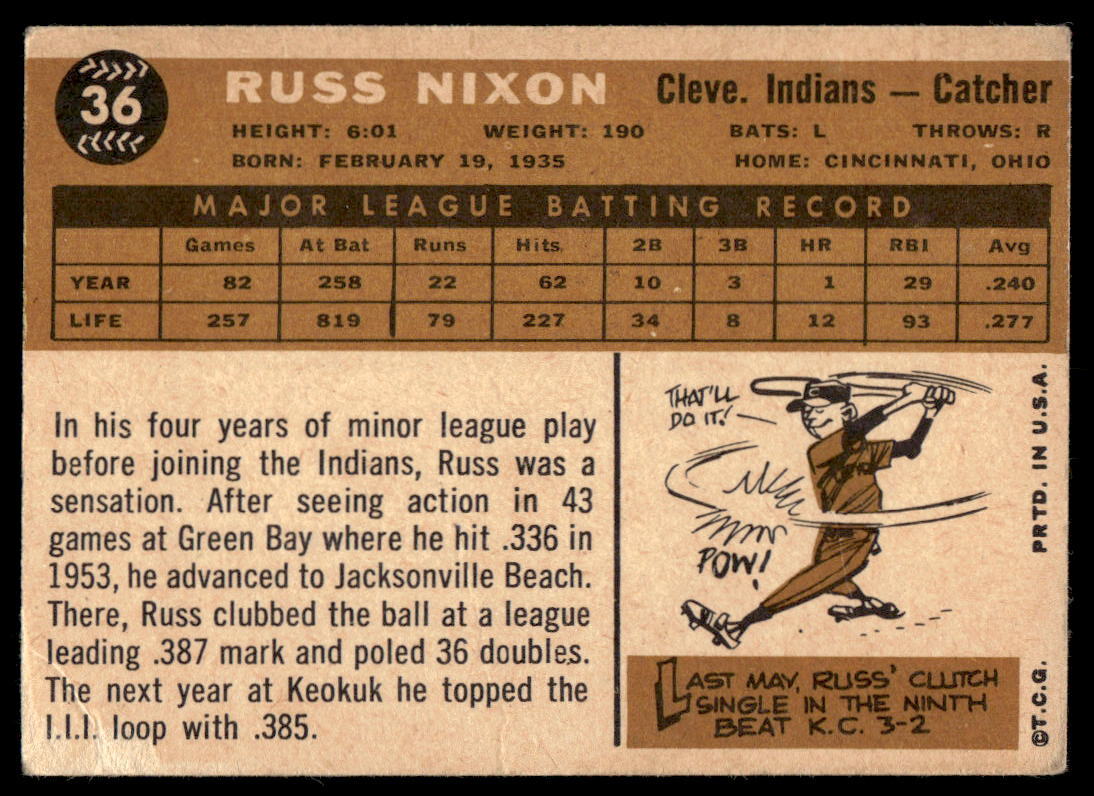 36
RUSS NIXON Cleve. Indians — Catcher
HEIGHT: 6:01 WEIGHT: 190 BATS: L THROWS: R
BORN: FEBRUARY 19, 1935 HOME: CINCINNATI, OHIO
MAJOR LEAGUE BATTING RECORD
Games At Bat Runs Hits 2B 3B HR RBI Avg
YEAR 82 258 22 62 10 3 1 29 .240
LIFE 257 819 79 227 34 8 12 93 .277
In his four years of minor league play
before joining the Indians, Russ was a
sensation. After seeing action in 43
games at Green Bay where he hit .336 in
1953, he advanced to Jacksonville Beach.
There, Russ clubbed the ball at a league
leading .387 mark and poled 36 doubles.
The next year at Keokuk he topped the
I.I.I. loop with .385.
THAT'LL
DO IT!
POW!
LAST MAY, RUSS' CLUTCH
SINGLE IN THE NINTH
BEAT K.C. 3-2
©T.C.G. PRTD. IN U.S.A.